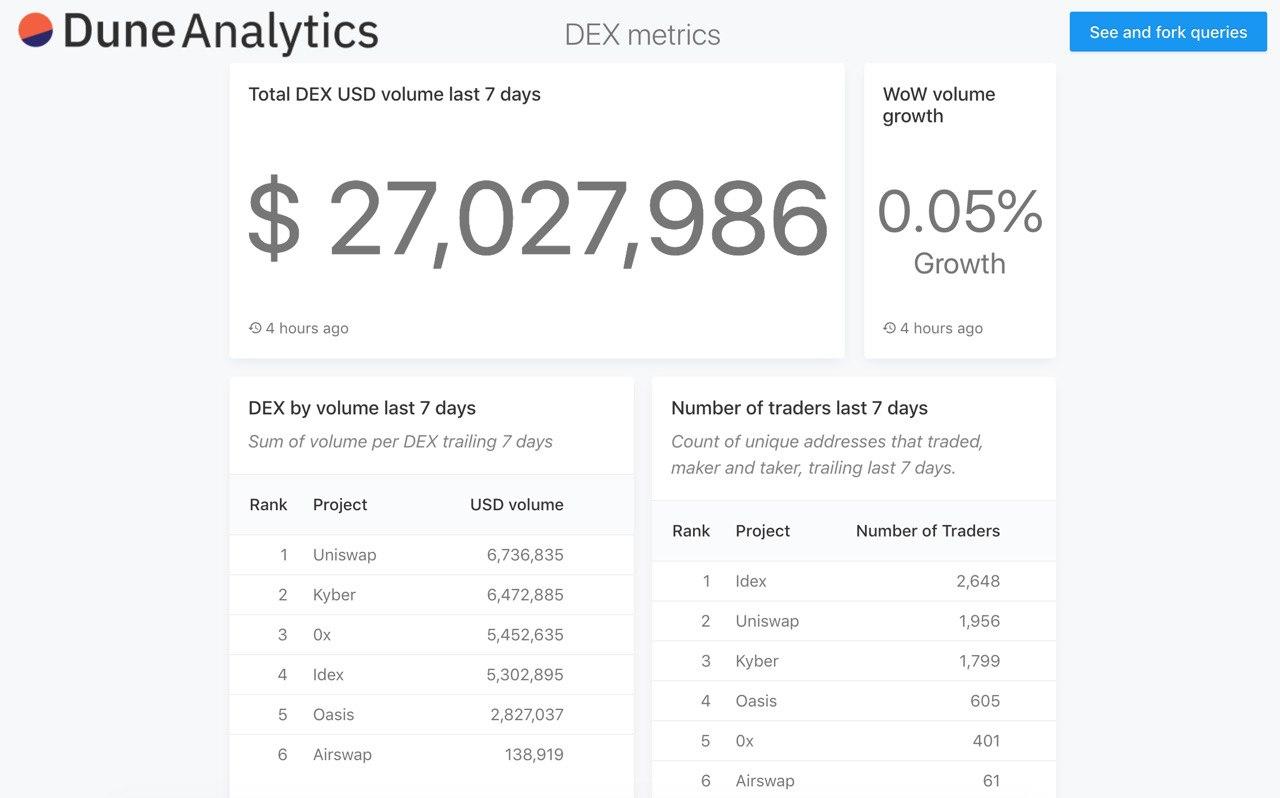 Dune Analytics
DEX metrics
See and fork queries
Total DEX USD volume last 7 days
$ 27,027,986
4 hours ago
WoW volume
growth
0.05%
Growth
4 hours ago
DEX by volume last 7 days
Sum of volume per DEX trailing 7 days
Rank Project USD volume
1 Uniswap 6,736,835
2 Kyber 6,472,885
3 0x 5,452,635
4 Idex 5,302,895
5 Oasis 2,827,037
6 Airswap 138,919
Number of traders last 7 days
Count of unique addresses that traded,
maker and taker, trailing last 7 days.
Rank Project Number of Traders
1 Idex 2,648
2 Uniswap 1,956
3 Kyber 1,799
4 Oasis 605
5 0x 401
6 Airswap 61